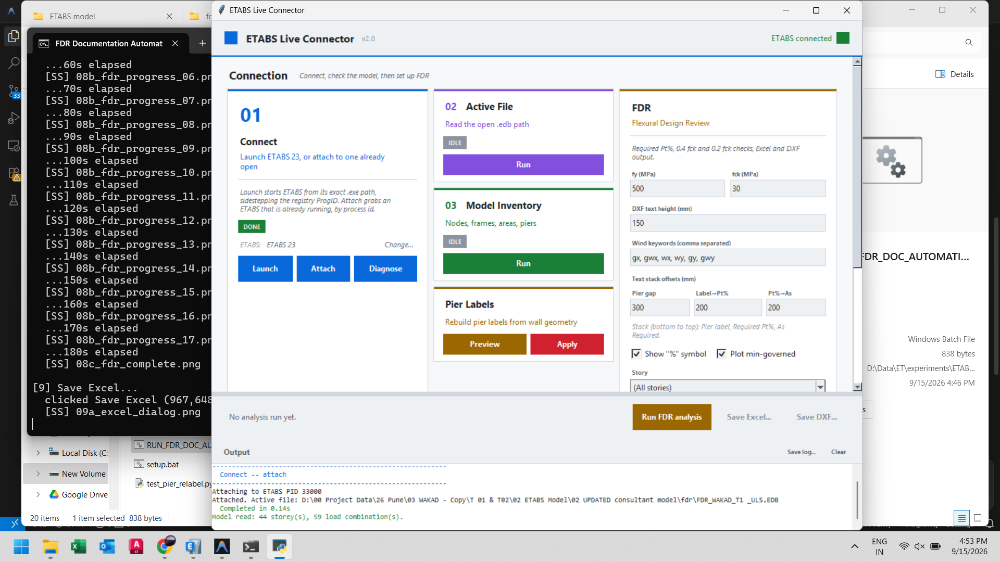 ETABS model
FDR Documentation Automat
...60s elapsed
[SS] 08b_fdr_progress_06.pn
...70s elapsed
[SS] 08b_fdr_progress_07.pn
...80s elapsed
[SS] 08b_fdr_progress_08.pn
...90s elapsed
[SS] 08b_fdr_progress_09.pn
...100s elapsed
[SS] 08b_fdr_progress_10.pn
...110s elapsed
[SS] 08b_fdr_progress_11.pn
...120s elapsed
[SS] 08b_fdr_progress_12.pn
...130s elapsed
[SS] 08b_fdr_progress_13.pn
...140s elapsed
[SS] 08b_fdr_progress_14.pn
...150s elapsed
[SS] 08b_fdr_progress_15.pn
...160s elapsed
[SS] 08b_fdr_progress_16.pn
...170s elapsed
[SS] 08b_fdr_progress_17.pn
...180s elapsed
[SS] 08c_fdr_complete.png
[9] Save Excel...
clicked Save Excel (967,648
[SS] 09a_excel_dialog.png
33
Local Disk (C:
New Volume
Google Drive
RUN_FDR_DOC_AU
setup.bat
test_pier_relabel.py
20 items
1 item selected 838 bytes
ETABS Live Connector
ETABS Live Connector v2.0
ETABS connected
Connection
Connect, check the model, then set up FDR
01
Connect
Launch ETABS 23, or attach to one already
open
Launch starts ETABS from its exact .exe path,
sidestepping the registry ProgID. Attach grabs an
ETABS that is already running, by process id.
DONE
ETABS: ETABS 23
Change...
Launch
Attach
Diagnose
02 Active File
Read the open .edb path
IDLE
Run
03 Model Inventory
Nodes, frames, areas, piers
IDLE
Run
Pier Labels
Rebuild pier labels from wall geometry
Preview
Apply
FDR
Flexural Design Review
Required Pt%, 0.4 fck and 0.2 fck checks, Excel and DXF
output.
fy (MPa)
fck (MPa)
500
30
DXF text height (mm)
150
Wind keywords (comma separated)
gx, gwx, wx, wy, gy, gwy
Text stack offsets (mm)
Pier gap
Label→Pt%
Pt%→As
300
200
200
Stack (bottom to top): Pier label, Required Pt%, As
Required.
Show "%" symbol
Plot min-governed
Story
(All stories)
No analysis run yet.
Run FDR analysis
Save Excel...
Save DXF...
Output
Save log...
Clear
Connect -- attach
Attaching to ETABS PID 33000
Attached. Active file: D:\00 Project Data\26 Pune\03 WAKAD - Copy\T 01 & T02\02 ETABS Model\02 UPDATED consultant model\fdr\FDR_WAKAD_T1 _ULS.EDB
Completed in 0.14s
Model read: 44 storey(s), 59 load combination(s).
Details
FDR_DOC_AUTOMATI...
Windows Batch File
838 bytes
D:\Data\ET\experiments\ETAB...
9/15/2026 4:46 PM
ENG
IN
4:53 PM
9/15/2026